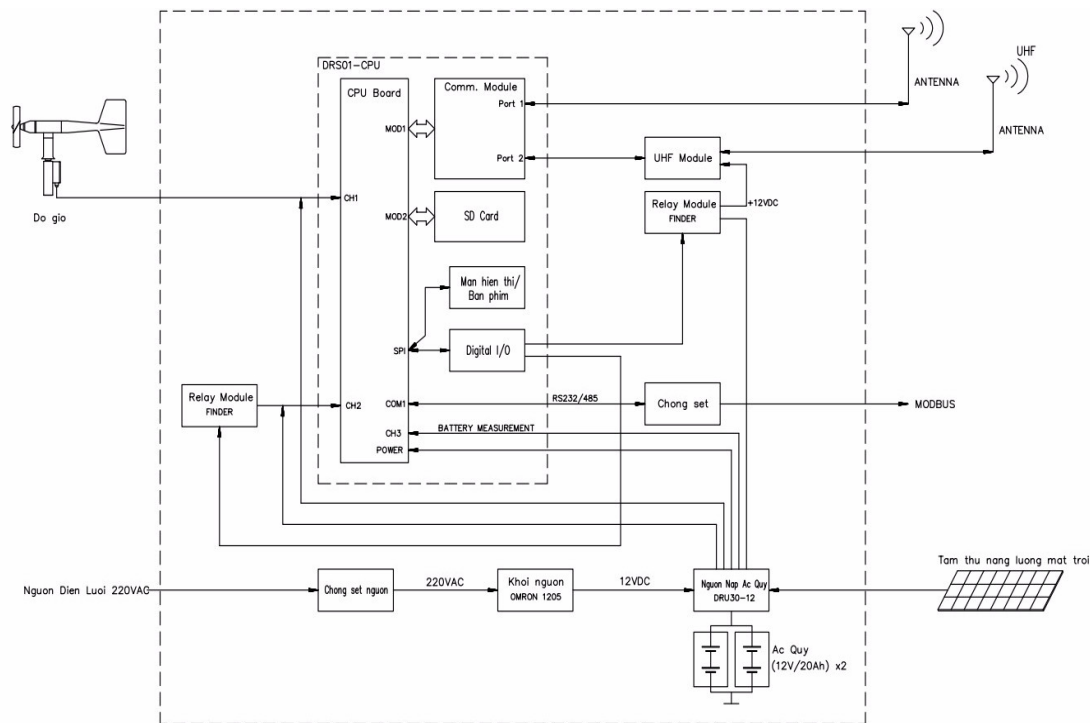 UHF
ANTENNA
ANTENNA
DRS01-CPU
CPU Board
Comm. Module
Port 1
MOD1
Port 2
UHF Module
CH1
Do gio
MOD2
SD Card
Relay Module
FINDER
+12VDC
Man hien thi/
Ban phim
SPI
Digital I/O
Relay Module
FINDER
CH2
COM1
RS232/485
Chong set
MODBUS
CH3
BATTERY MEASUREMENT
POWER
Nguon Dien Luoi 220VAC
Chong set nguon
220VAC
Khoi nguon
OMRON 1205
12VDC
Nguon Nap Ac Quy
DRU30-12
Tam thu nang luong mat troi
Ac Quy
(12V/20Ah) x2